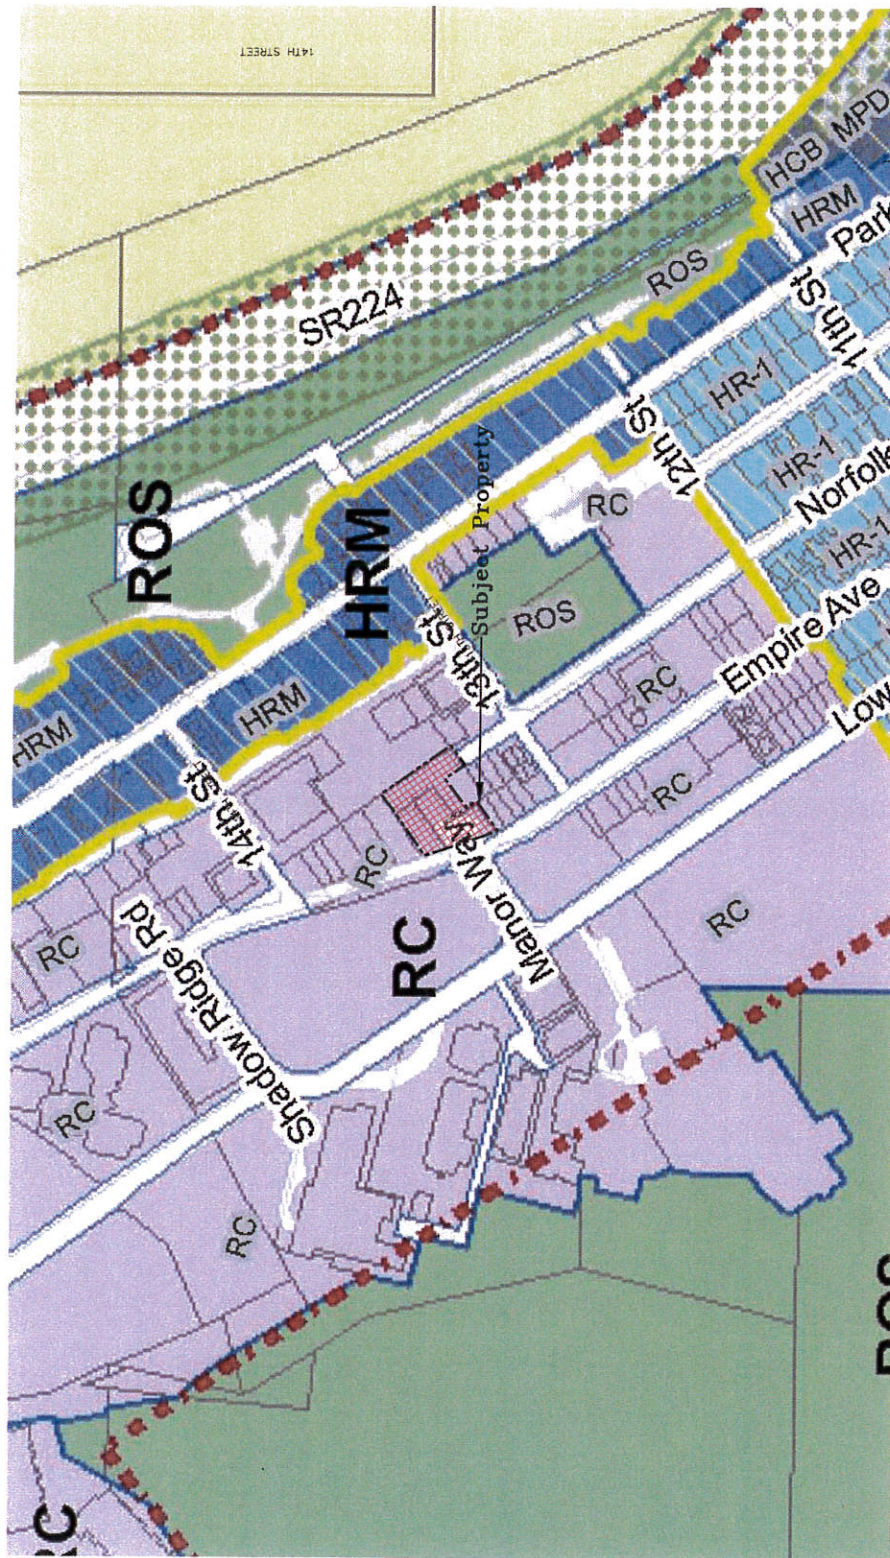 14TH STREET
SR224
ROS
HRM
HCB
MPD
HRM
Park
ROS
11th St
HR-1
HR-1
HR-1
Norfolk
12th St
RC
HRM
HRM
ROS
13th St
Subject Property
Empire Ave
Low
RC
RC
14th St
RC
Manor Way
RC
RC
RC
Shadow Ridge Rd
RC
RC
RC